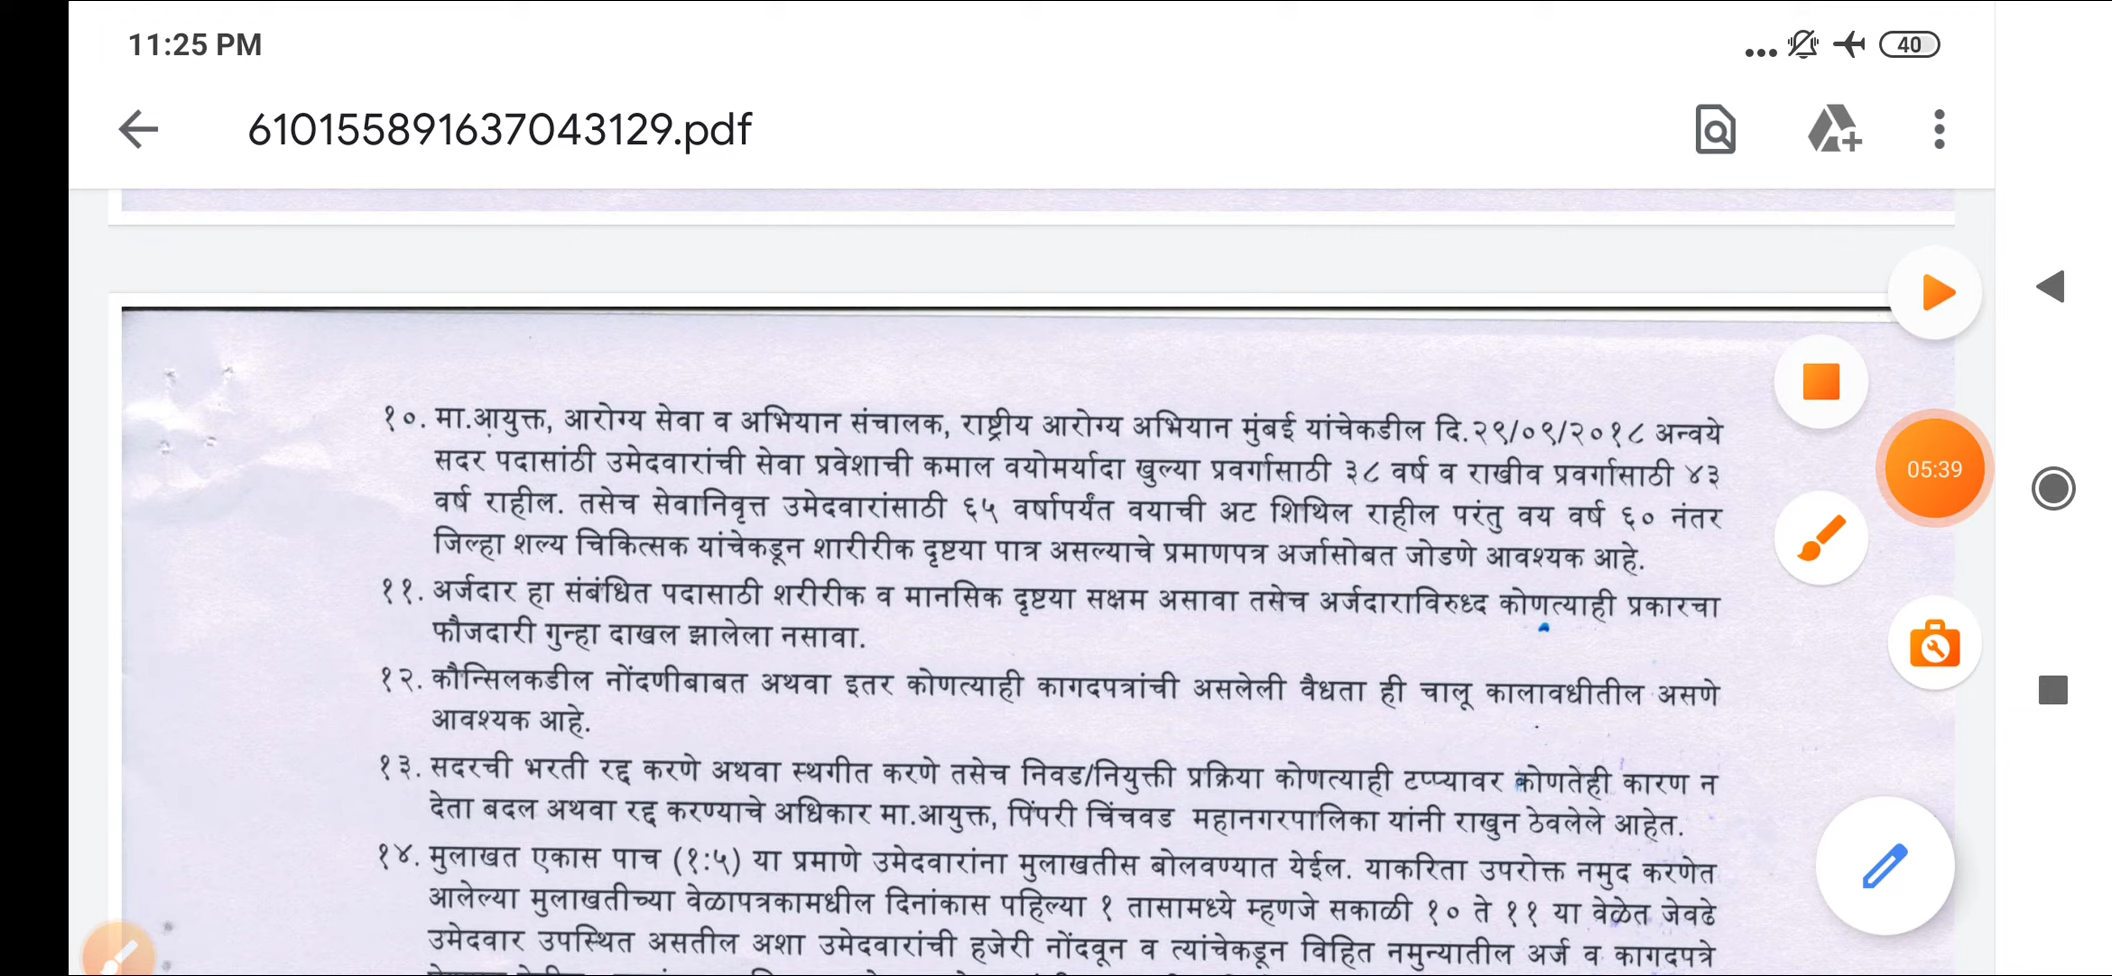 11:25 PM
40
610155891637043129.pdf
१०. मा.आयुक्त, आरोग्य सेवा व अभियान संचालक, राष्ट्रीय आरोग्य अभियान मुंबई यांचेकडील दि.२९/०९/२०१८ अन्वये
सदर पदासांठी उमेदवारांची सेवा प्रवेशाची कमाल वयोमर्यादा खुल्या प्रवर्गासाठी ३८ वर्ष व राखीव प्रवर्गासाठी ४३
वर्ष राहील. तसेच सेवानिवृत्त उमेदवारांसाठी ६५ वर्षापर्यंत वयाची अट शिथिल राहील परंतु वय वर्ष ६० नंतर
जिल्हा शल्य चिकित्सक यांचेकडून शारीरीक दृष्टया पात्र असल्याचे प्रमाणपत्र अर्जासोबत जोडणे आवश्यक आहे.
05:39
११. अर्जदार हा संबंधित पदासाठी शरीरीक व मानसिक दृष्टया सक्षम असावा तसेच अर्जदाराविरुध्द कोणत्याही प्रकारचा
फौजदारी गुन्हा दाखल झालेला नसावा.
१२. कौन्सिलकडील नोंदणीबाबत अथवा इतर कोणत्याही कागदपत्रांची असलेली वैधता ही चालू कालावधीतील असणे
आवश्यक आहे.
१३. सदरची भरती रद्द करणे अथवा स्थगीत करणे तसेच निवड/नियुक्ती प्रक्रिया कोणत्याही टप्प्यावर कोणतेही कारण न
देता बदल अथवा रद्द करण्याचे अधिकार मा.आयुक्त, पिंपरी चिंचवड महानगरपालिका यांनी राखुन ठेवलेले आहेत.
१४. मुलाखत एकास पाच (१:५) या प्रमाणे उमेदवारांना मुलाखतीस बोलवण्यात येईल. याकरिता उपरोक्त नमुद करणेत
आलेल्या मुलाखतीच्या वेळापत्रकामधील दिनांकास पहिल्या १ तासामध्ये म्हणजे सकाळी १० ते ११ या वेळेत जेवढे
उमेदवार उपस्थित असतील अशा उमेदवारांची हजेरी नोंदवून व त्यांचेकडून विहित नमुन्यातील अर्ज व कागदपत्रे